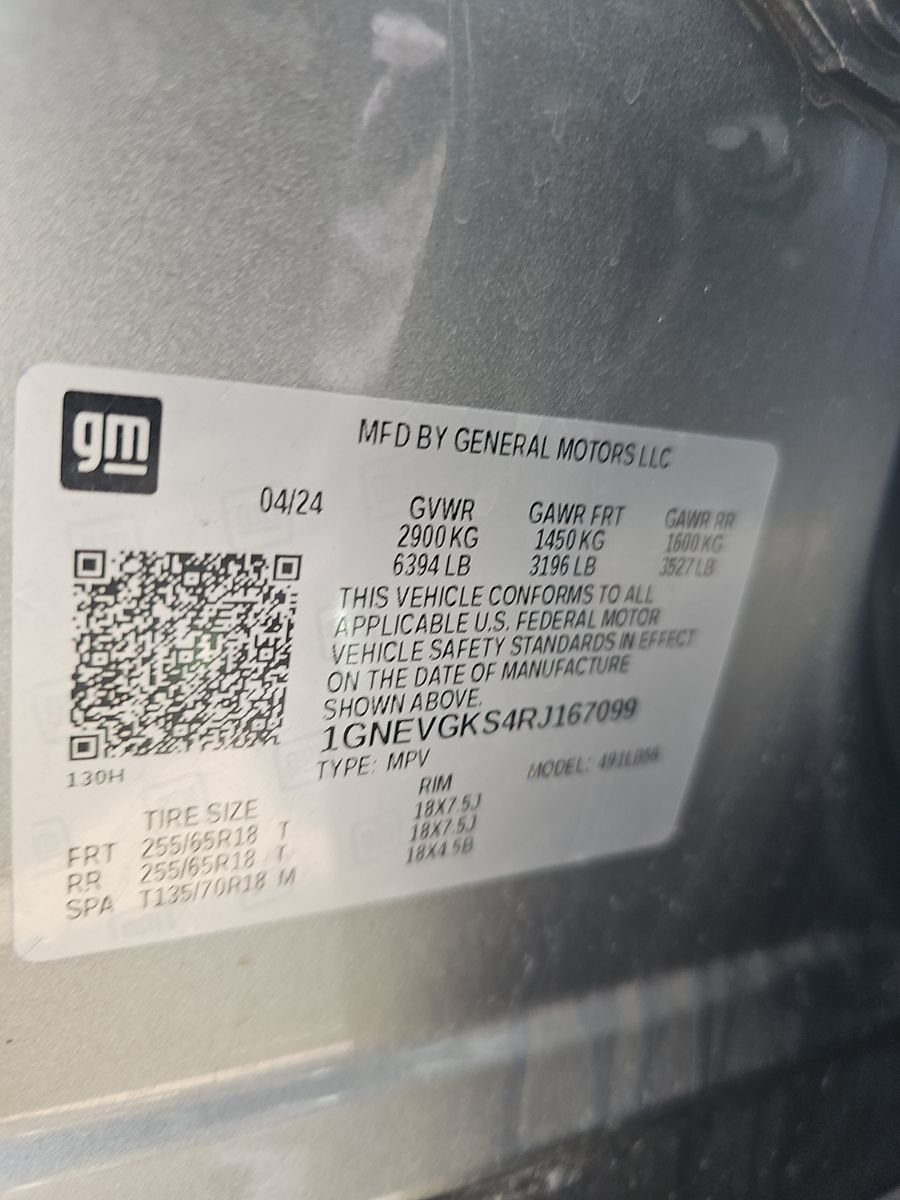 gm
MFD BY GENERAL MOTORS LLC
04/24 GVWR GAWR FRT GAWR RR
2900 KG 1450 KG 1600 KG
6394 LB 3196 LB 3527 LB
THIS VEHICLE CONFORMS TO ALL
APPLICABLE U.S. FEDERAL MOTOR
VEHICLE SAFETY STANDARDS IN EFFECT
ON THE DATE OF MANUFACTURE
SHOWN ABOVE.
1GNEVGKS4RJ167099
130H
TYPE: MPV MODEL:
TIRE SIZE RIM
FRT 255/65R18 T 18X7.5J
RR 255/65R18 T 18X7.5J
SPA T135/70R18 M 18X4.5B